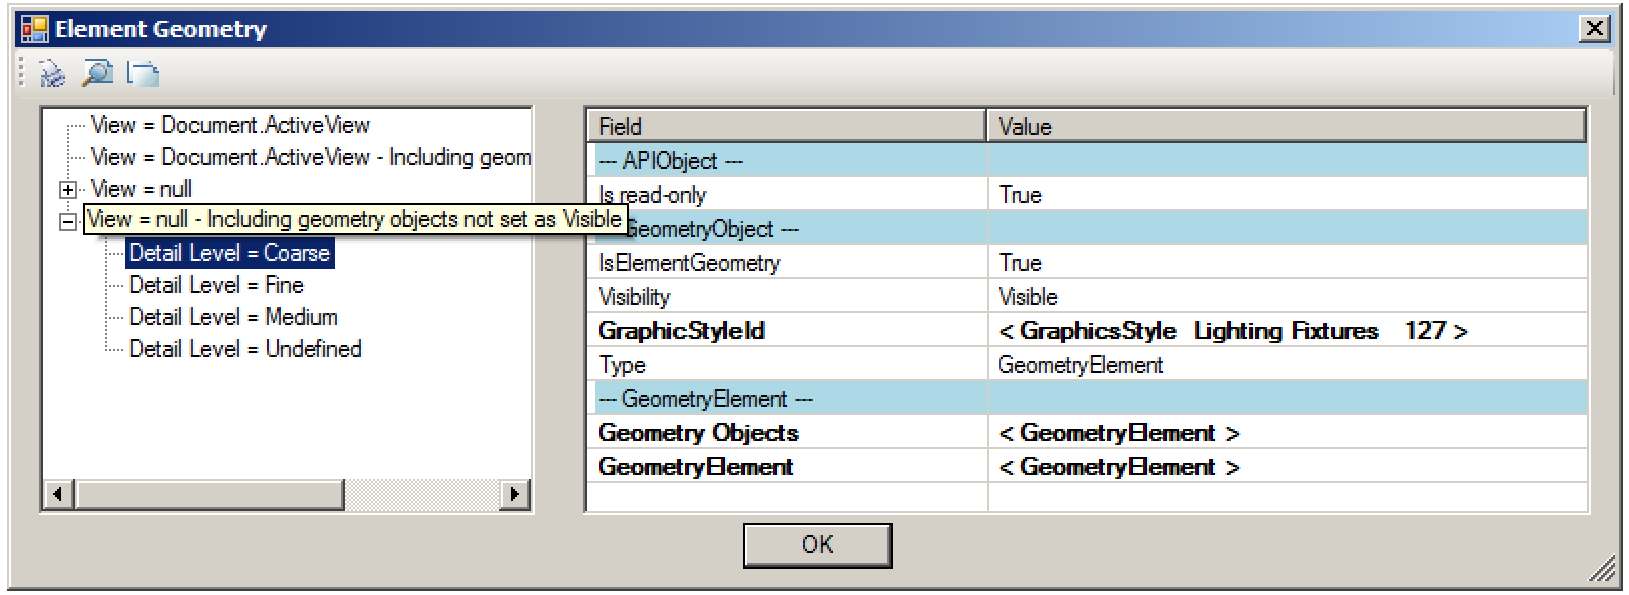 Element Geometry
View = Document.ActiveView
View = Document.ActiveView - Including geom
View = null
View = null - Including geometry objects not set as Visible
Detail Level = Coarse
Detail Level = Fine
Detail Level = Medium
Detail Level = Undefined
Field Value
--- APIObject ---
Is read-only True
GeometryObject ---
IsElementGeometry True
Visibility Visible
GraphicStyleId < GraphicsStyle Lighting Fixtures 127 >
Type GeometryElement
--- GeometryElement ---
Geometry Objects < GeometryElement >
GeometryElement < GeometryElement >
OK